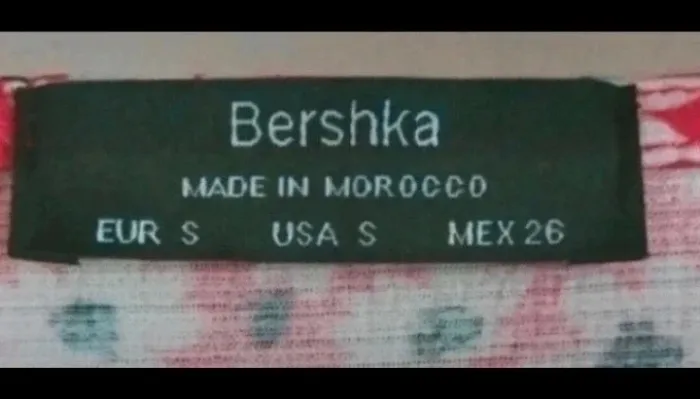 Bershka
MADE IN MOROCCO
EUR S USA S MEX 26